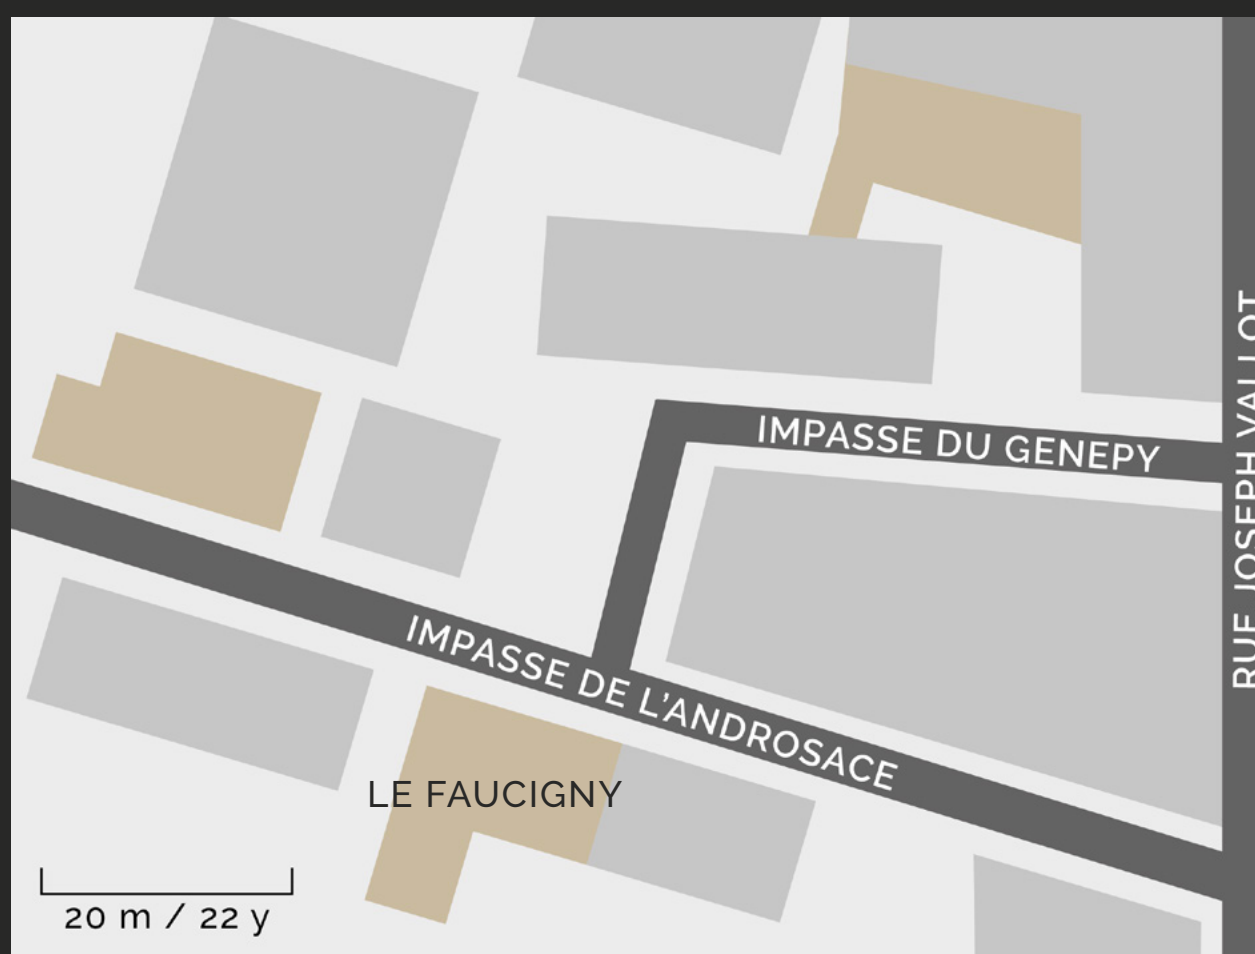 IMPASSE DU GENEPY
RUE JOSEPH VALLOT
IMPASSE DE L’ANDROSACE
LE FAUCIGNY
20 m / 22 y